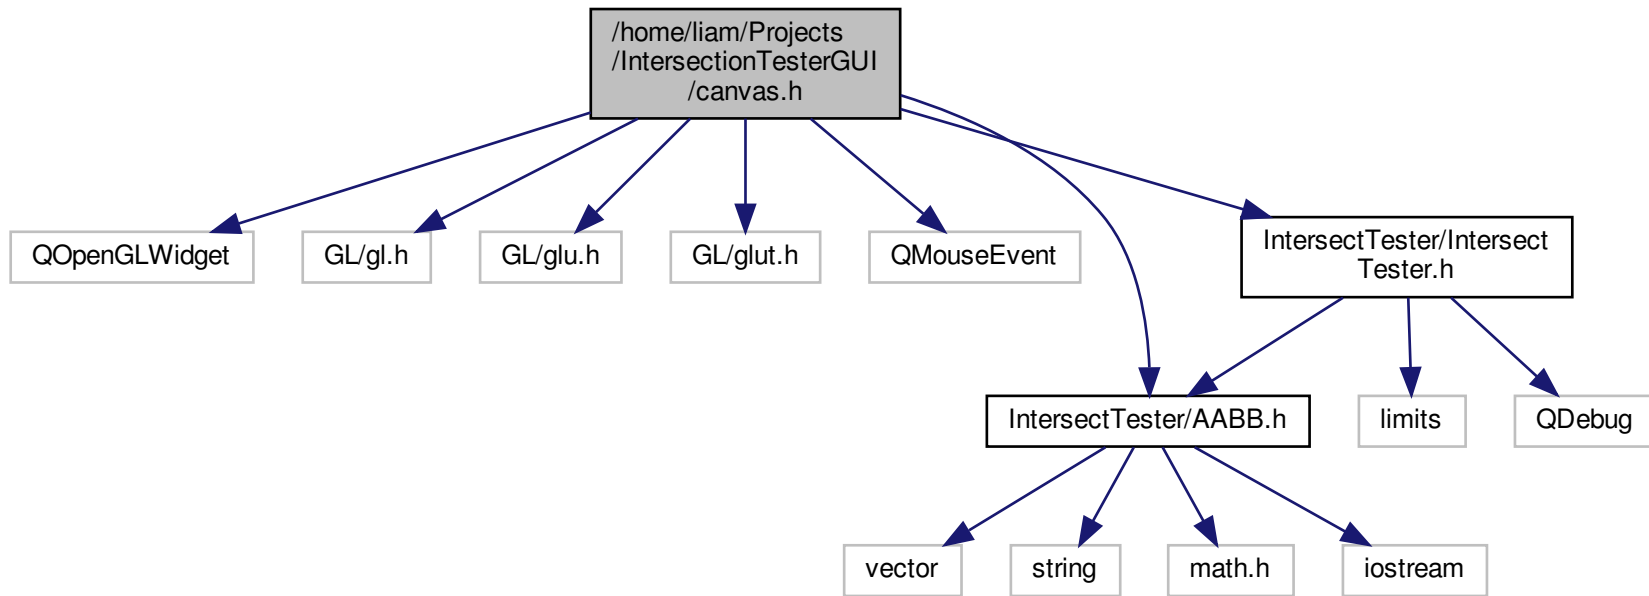 /home/liam/Projects
/IntersectionTesterGUI
/canvas.h
QOpenGLWidget
GL/gl.h
GL/glu.h
GL/glut.h
QMouseEvent
IntersectTester/Intersect
Tester.h
IntersectTester/AABB.h
limits
QDebug
vector
string
math.h
iostream